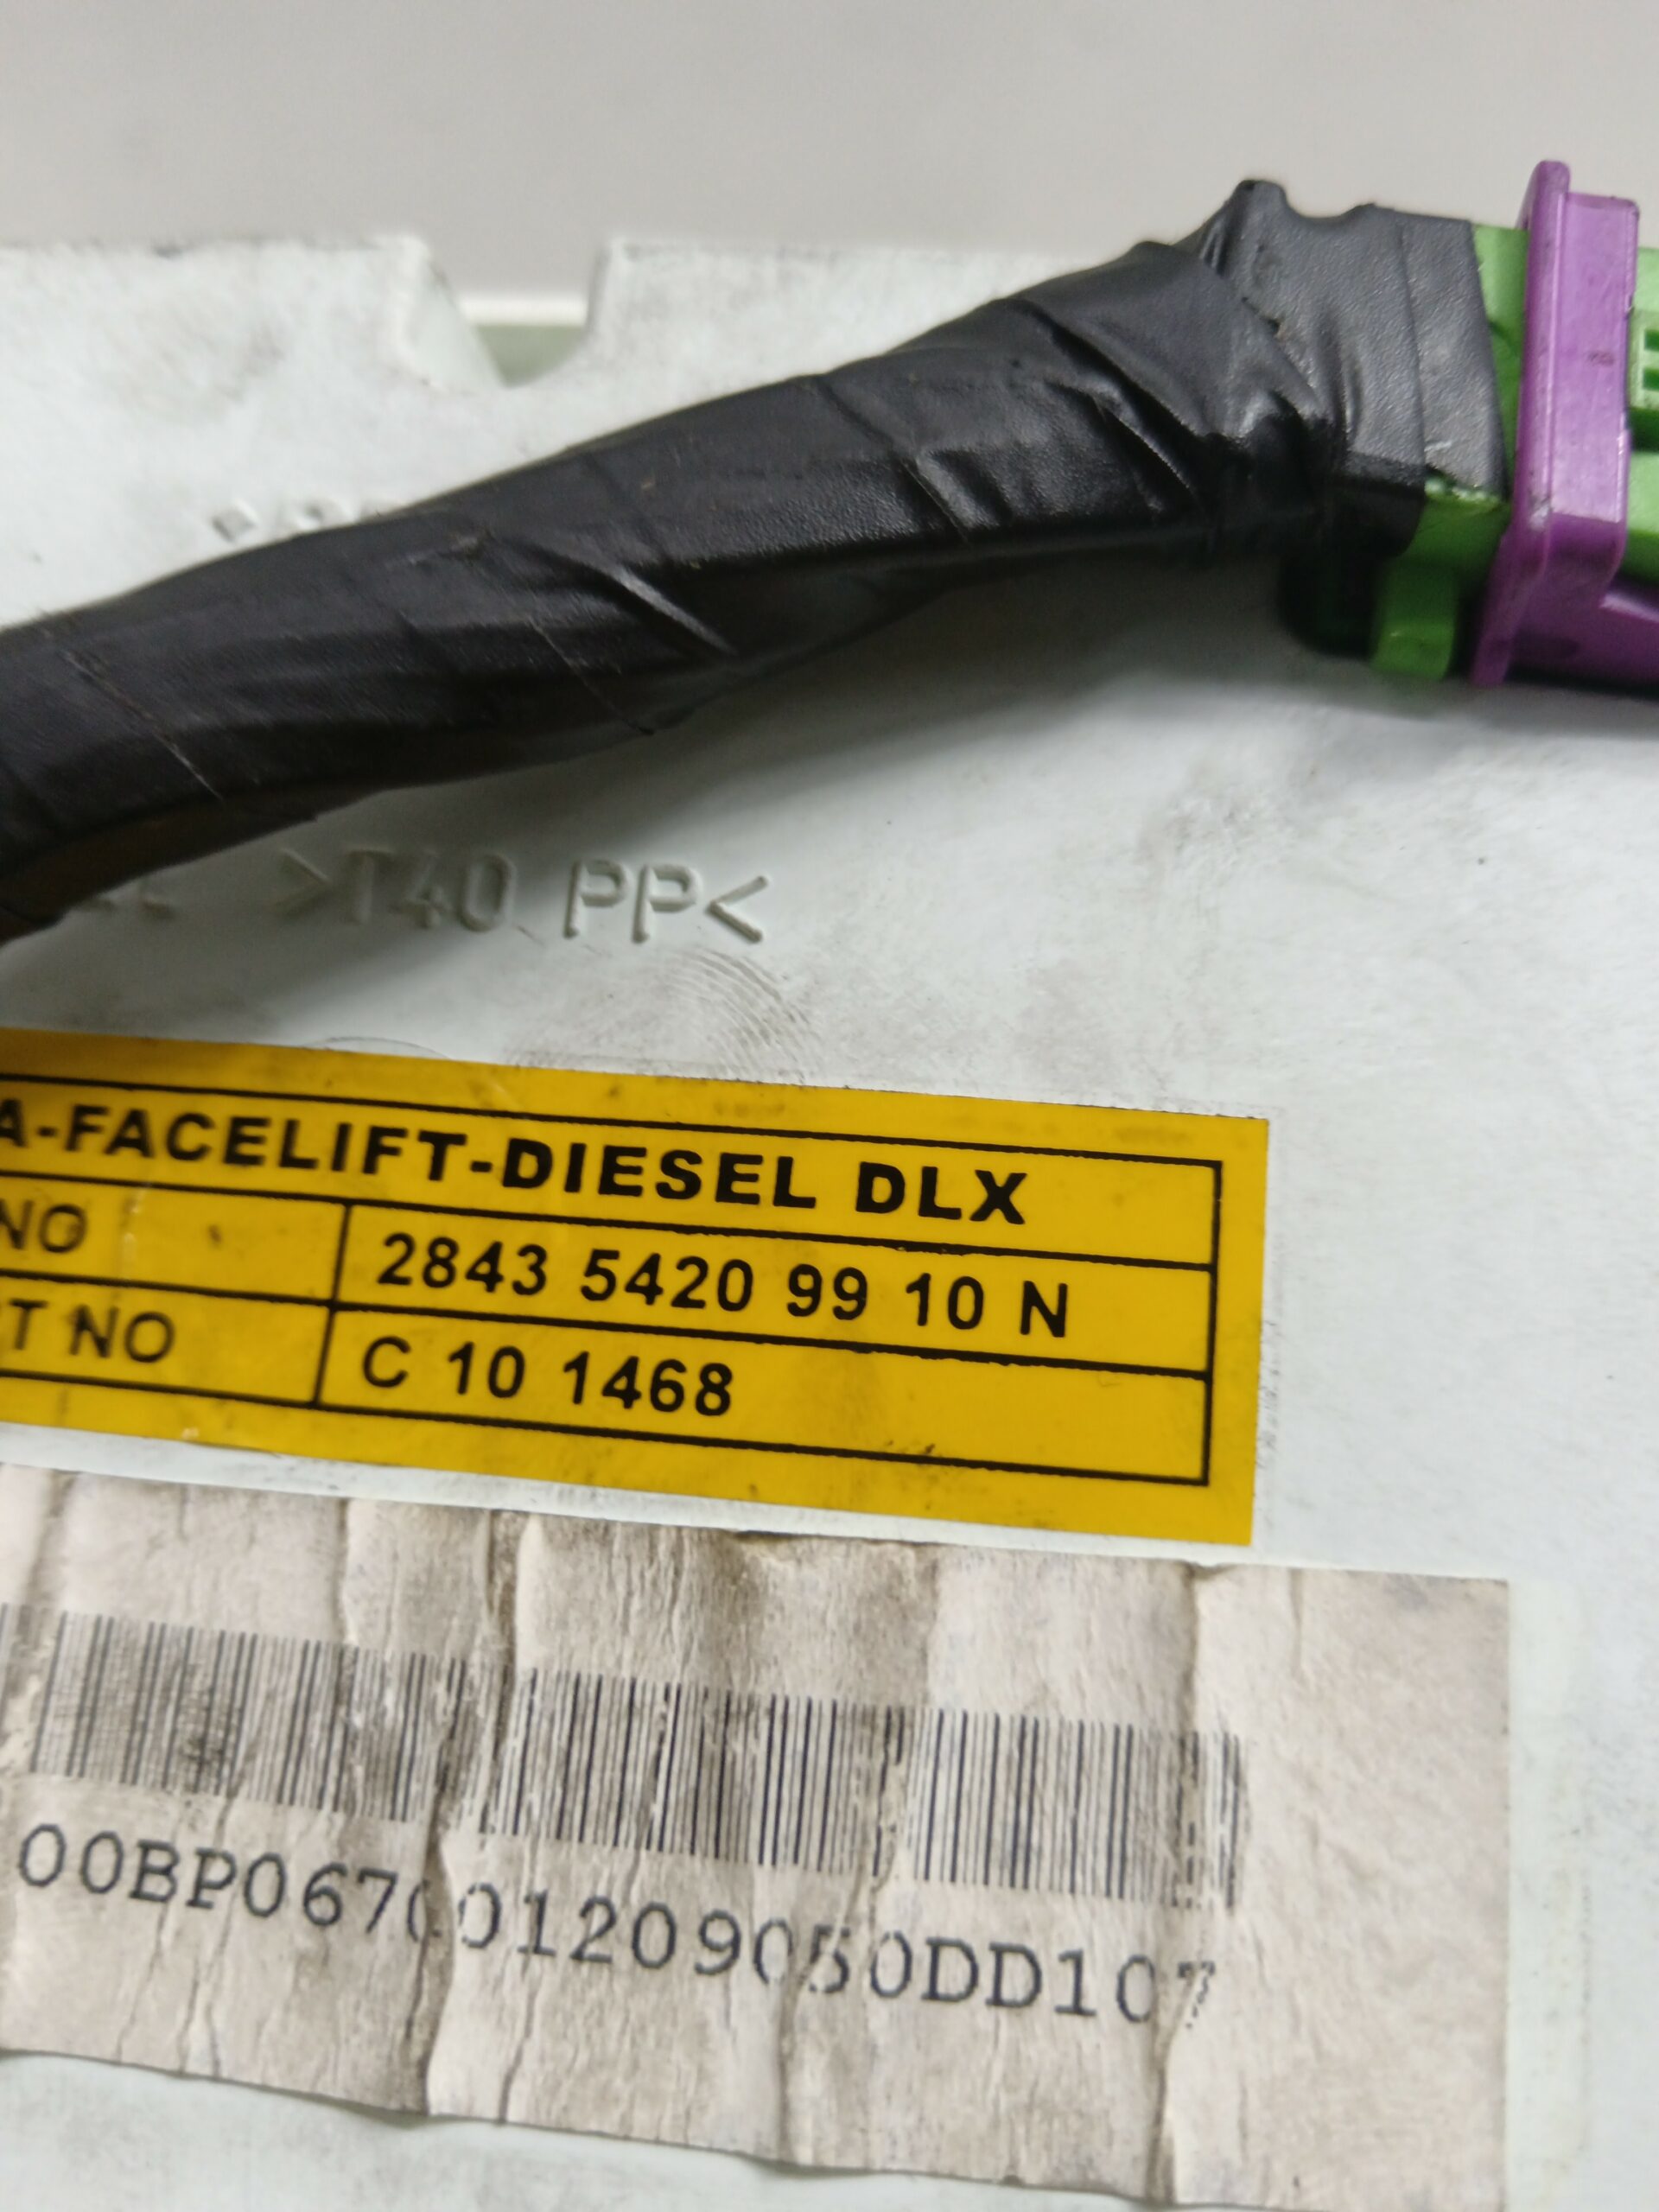 >T40 PP<
A-FACELIFT-DIESEL DLX
NO 2843 5420 99 10 N
T NO C 10 1468
00BP067001209050DD107